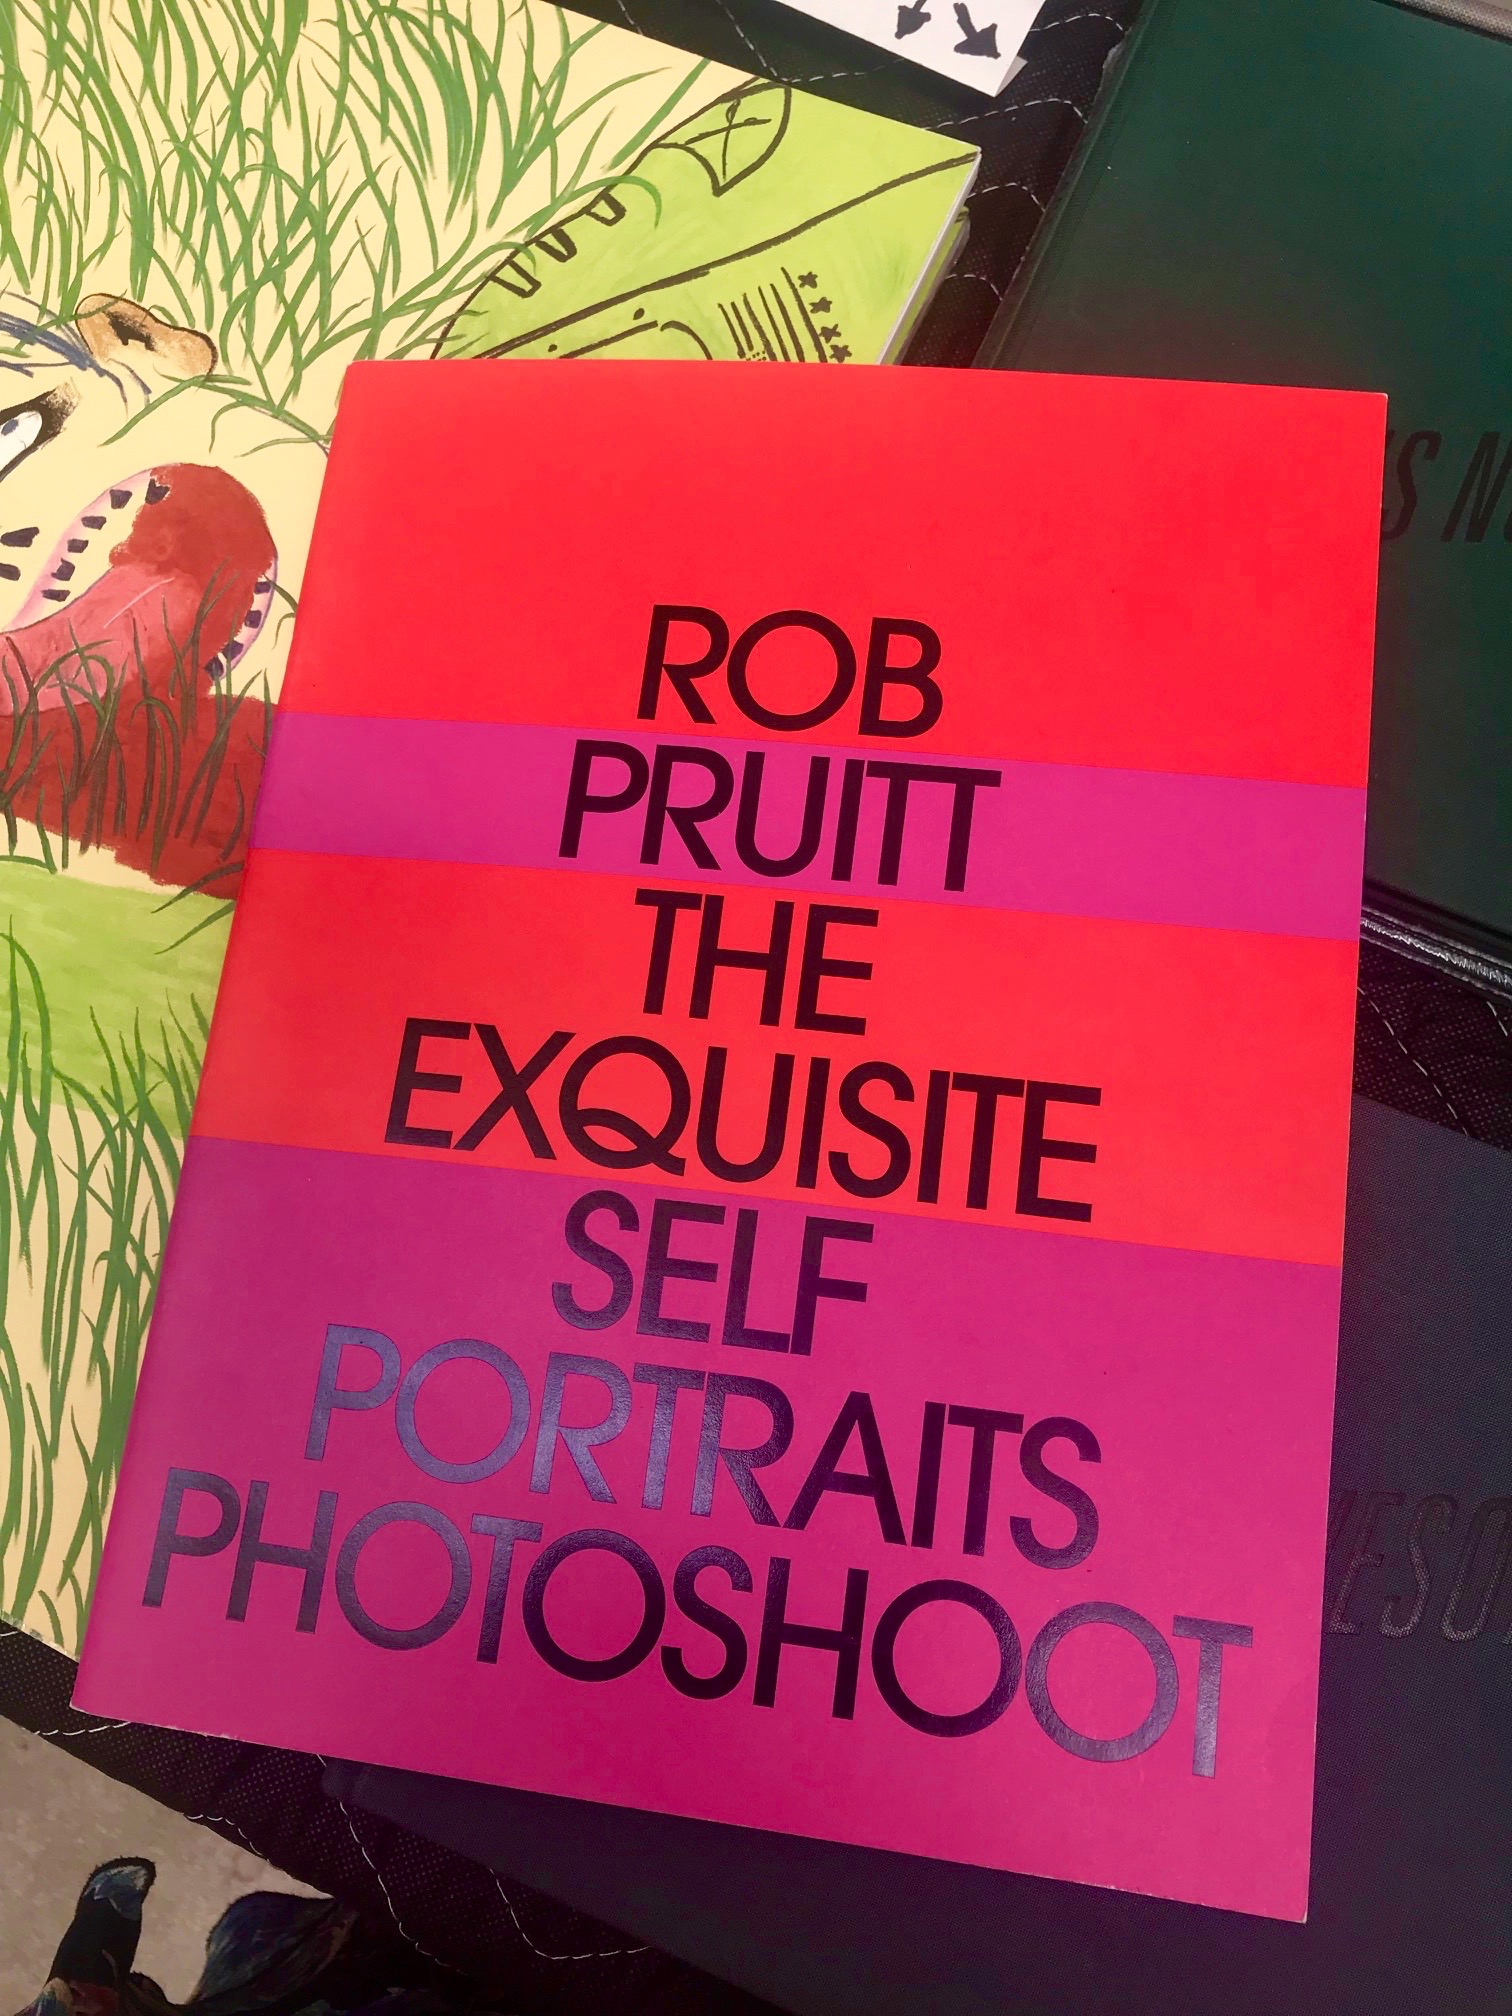 ROB
PRUITT
THE
EXQUISITE
SELF
PORTRAITS
PHOTOSHOOT